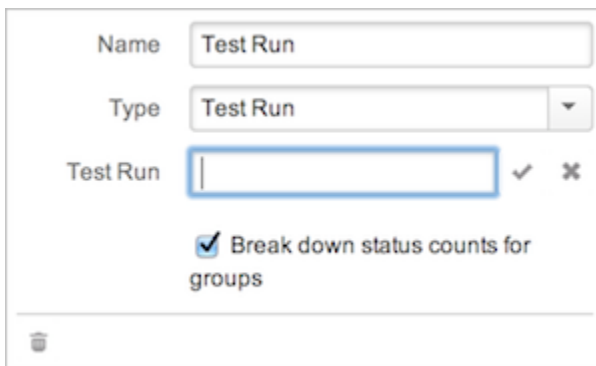 Name Test Run
Type Test Run
Test Run
Break down status counts for
groups